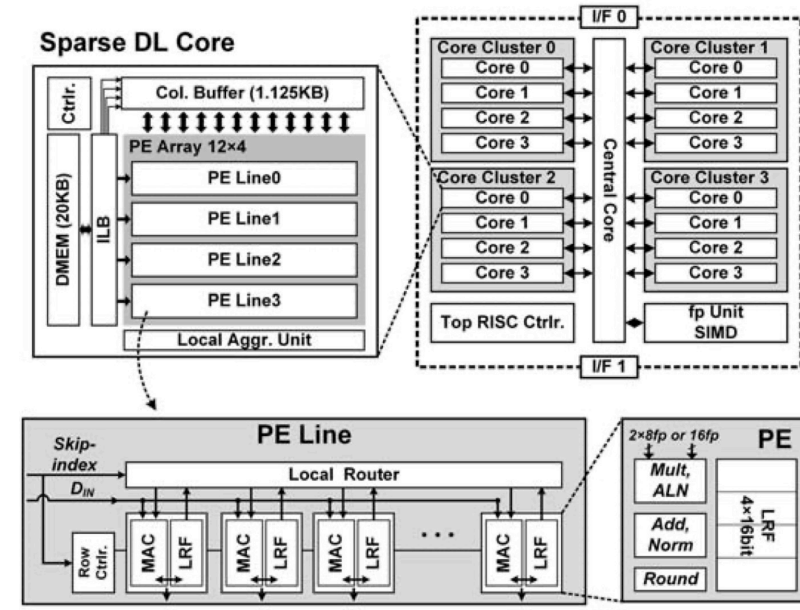 Sparse DL Core
Ctrlr.
Col. Buffer (1.125KB)
DMEM (20KB)
ILB
PE Array 12×4
PE Line0
PE Line1
PE Line2
PE Line3
Local Aggr. Unit
I/F 0
Core Cluster 0
Core 0
Core 1
Core 2
Core 3
Core Cluster 1
Core 0
Core 1
Core 2
Core 3
Central Core
Core Cluster 2
Core 0
Core 1
Core 2
Core 3
Core Cluster 3
Core 0
Core 1
Core 2
Core 3
Top RISC Ctrlr.
fp Unit
SIMD
I/F 1
PE Line
Skip-
index
Local Router
DIN
Row
Ctrlr.
MAC
LRF
MAC
LRF
MAC
LRF
• • •
MAC
LRF
2×8fp or 16fp
PE
Mult,
ALN
Add,
Norm
Round
LRF
4×16bit